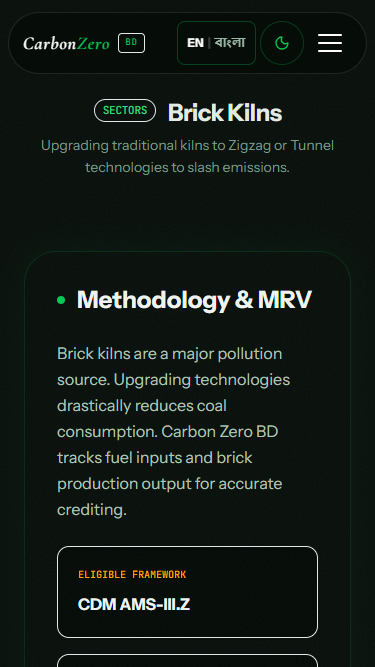 CarbonZero BD EN | বাংলা
SECTORS Brick Kilns
Upgrading traditional kilns to Zigzag or Tunnel
technologies to slash emissions.
Methodology & MRV
Brick kilns are a major pollution
source. Upgrading technologies
drastically reduces coal
consumption. Carbon Zero BD
tracks fuel inputs and brick
production output for accurate
crediting.
ELIGIBLE FRAMEWORK
CDM AMS-III.Z